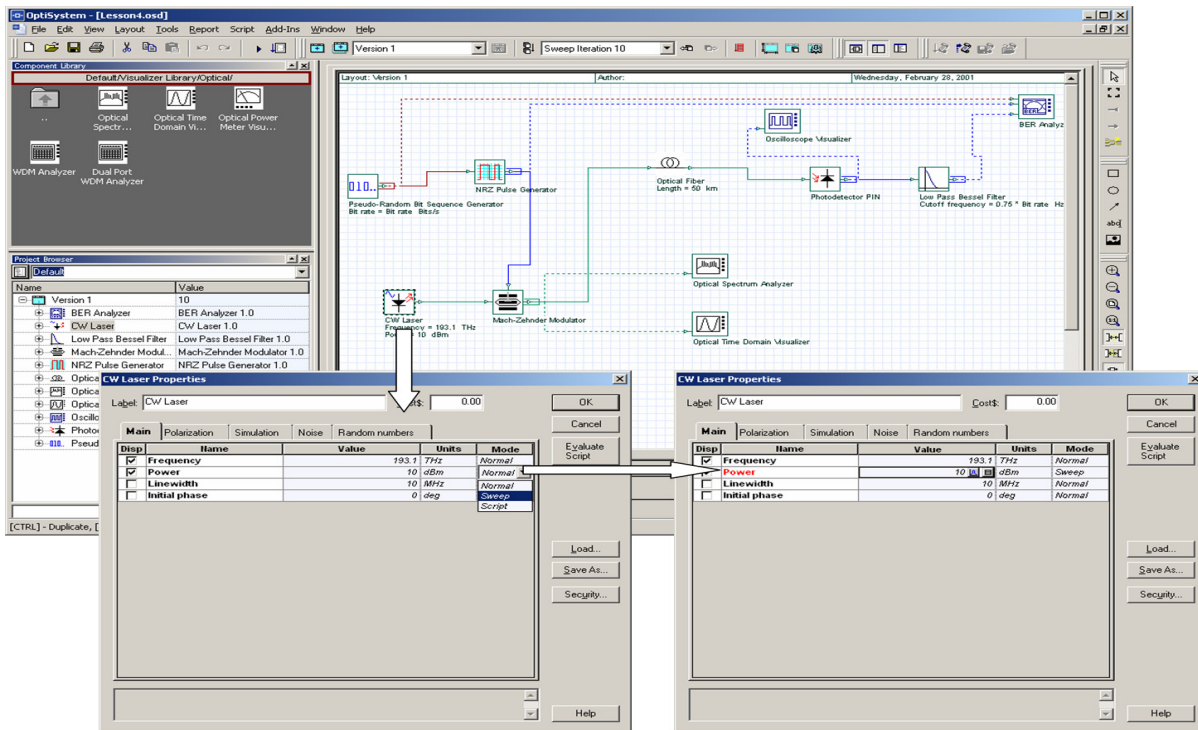 OptiSystem - [Lesson4.osd]
File Edit View Layout Tools Report Script Add-Ins Window Help
Version 1
Sweep Iteration 10
Component Library
Default/Visualizer Library/Optical/
..
Optical Spectr...
Optical Time Domain Vi...
Optical Power Meter Visu...
WDM Analyzer
Dual Port WDM Analyzer
Project Browser
Default
Name Value
Version 1 10
BER Analyzer BER Analyzer 1.0
CW Laser CW Laser 1.0
Low Pass Bessel Filter Low Pass Bessel Filter 1.0
Mach-Zehnder Modul... Mach-Zehnder Modulator 1.0
NRZ Pulse Generator NRZ Pulse Generator 1.0
Optica
Optica
Optica
Oscillo
Photo
Pseud
[CTRL] - Duplicate, [
Layout: Version 1
Author:
Wednesday, February 28, 2001
BER Analyz
Oscilloscope Visualizer
NRZ Pulse Generator
Optical Fiber
Length = 50 km
010..
Pseudo-Random Bit Sequence Generator
Bit rate = Bit rate Bits/s
Photodetector PIN
Low Pass Bessel Filter
Cutoff frequency = 0.75 * Bit rate Hz
Optical Spectrum Analyzer
CW Laser
Frequency = 193.1 THz
10 dBm
Mach-Zehnder Modulator
Optical Time Domain Visualizer
abc
CW Laser Properties
Label: CW Laser
0.00
OK
Cancel
Evaluate Script
Main Polarization Simulation Noise Random numbers
Disp Name Value Units Mode
Frequency 193.1 THz Normal
Power 10 dBm Normal
Linewidth 10 MHz Normal
Initial phase 0 deg Sweep
Script
Load...
Save As...
Security...
Help
CW Laser Properties
Label: CW Laser
Cost$: 0.00
OK
Cancel
Evaluate Script
Main Polarization Simulation Noise Random numbers
Disp Name Value Units Mode
Frequency 193.1 THz Normal
Power 10 dBm Sweep
Linewidth 10 MHz Normal
Initial phase 0 deg Normal
Load...
Save As...
Security...
Help